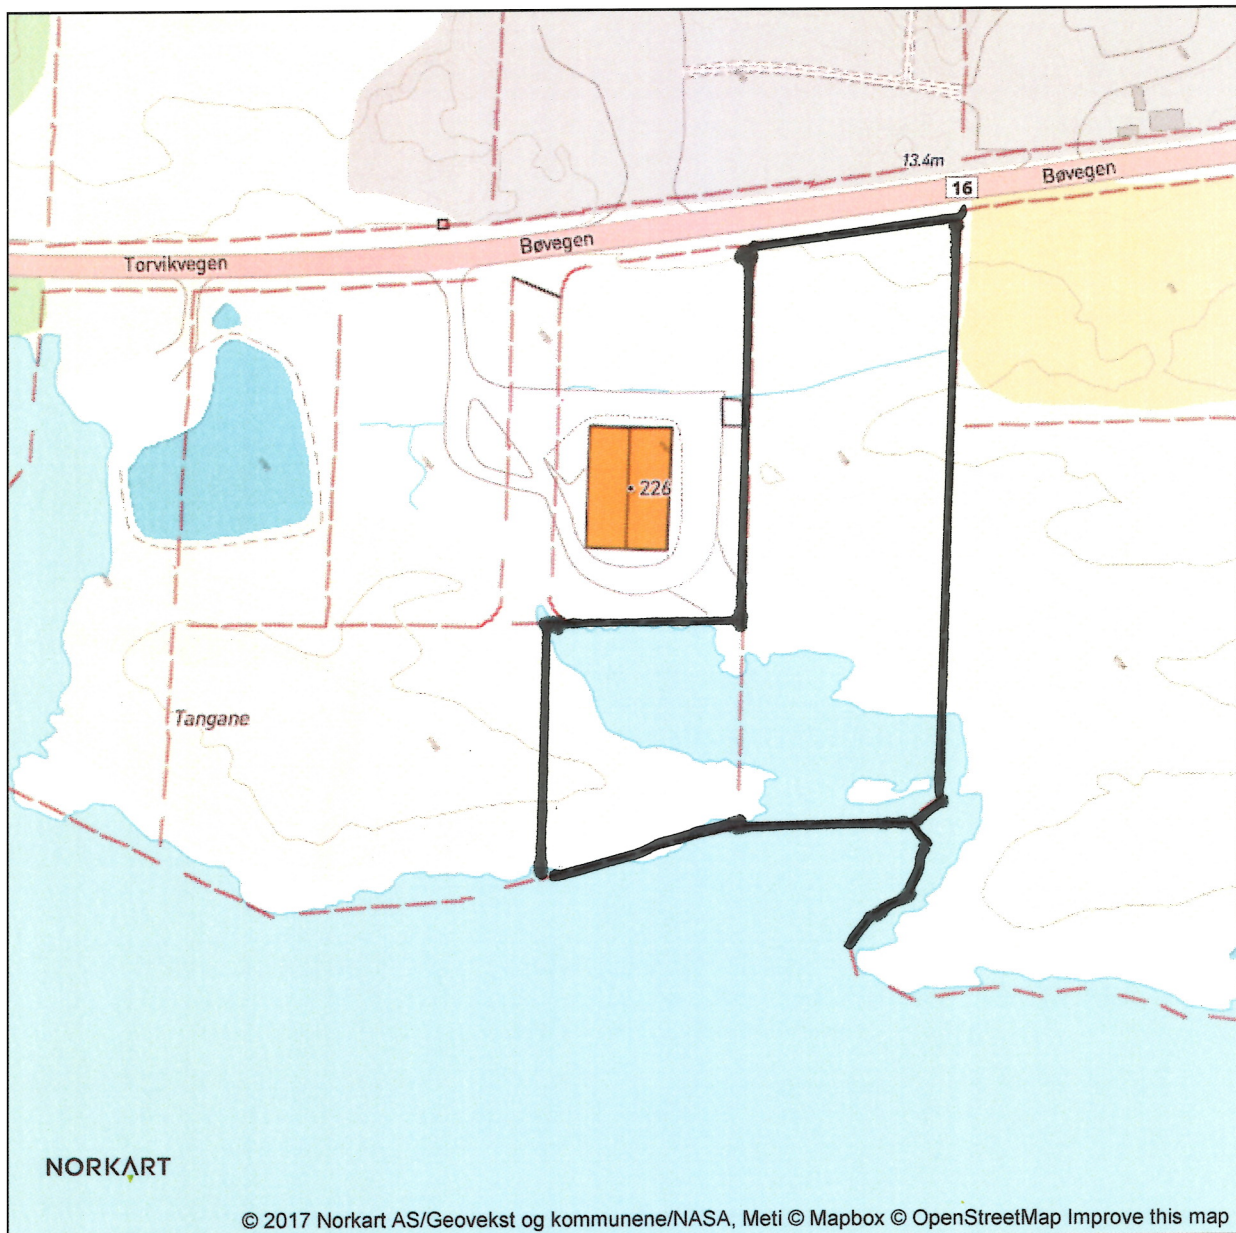 13.4m
16
Bøvegen
Bøvegen
Torvikvegen
226
Tangane
NORKART
© 2017 Norkart AS/Geovekst og kommunene/NASA, Meti © Mapbox © OpenStreetMap Improve this map